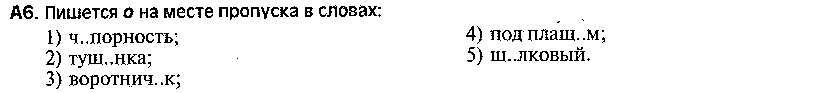 А6. Пишется о на месте пропуска в словах:
1) ч..порность;
2) туш..нка;
3) воротнич..к;
4) под плащ..м;
5) ш..лковый.